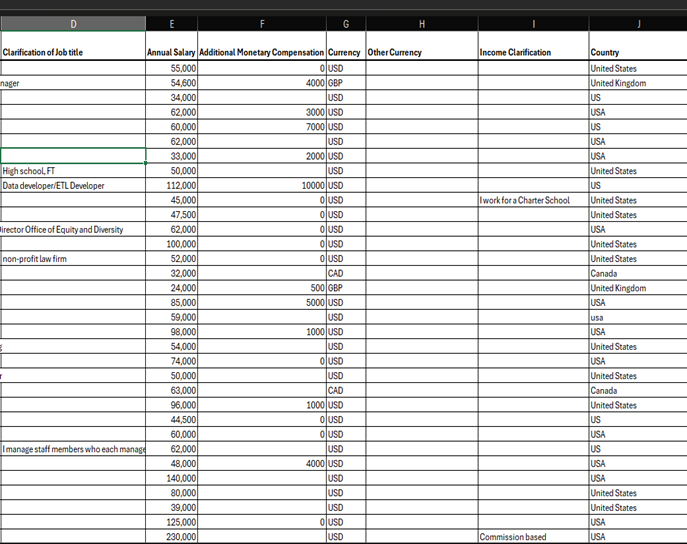 D E F G H I J
Clarification of Job title Annual Salary Additional Monetary Compensation Currency Other Currency Income Clarification Country
55,000 0 USD United States
nager 54,600 4000 GBP United Kingdom
34,000 USD US
62,000 3000 USD USA
60,000 7000 USD US
62,000 USD USA
33,000 2000 USD USA
High school, FT 50,000 USD United States
Data developer/ETL Developer 112,000 10000 USD US
45,000 0 USD I work for a Charter School United States
47,500 0 USD United States
irector Office of Equity and Diversity 62,000 0 USD USA
100,000 0 USD United States
non-profit law firm 52,000 0 USD United States
32,000 CAD Canada
24,000 500 GBP United Kingdom
85,000 5000 USD USA
59,000 USD usa
98,000 1000 USD USA
54,000 USD United States
74,000 0 USD USA
r 50,000 USD United States
63,000 CAD Canada
96,000 1000 USD United States
44,500 0 USD US
60,000 0 USD USA
I manage staff members who each manage 62,000 USD US
48,000 4000 USD USA
140,000 USD USA
80,000 USD United States
39,000 USD United States
125,000 0 USD USA
230,000 USD Commission based USA